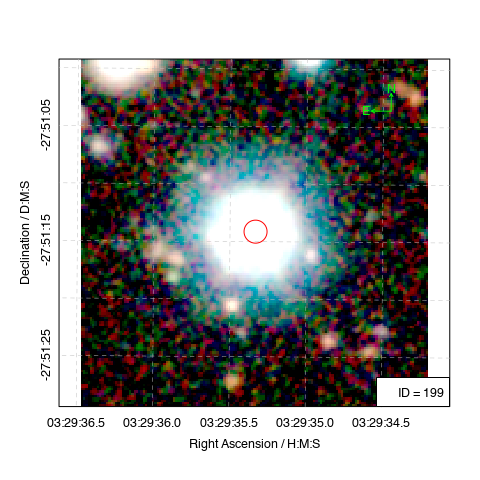 N
E
-27:51:05
-27:51:15
-27:51:25
Declination / D:M:S
ID = 199
03:29:36.5 03:29:36.0 03:29:35.5 03:29:35.0 03:29:34.5
Right Ascension / H:M:S